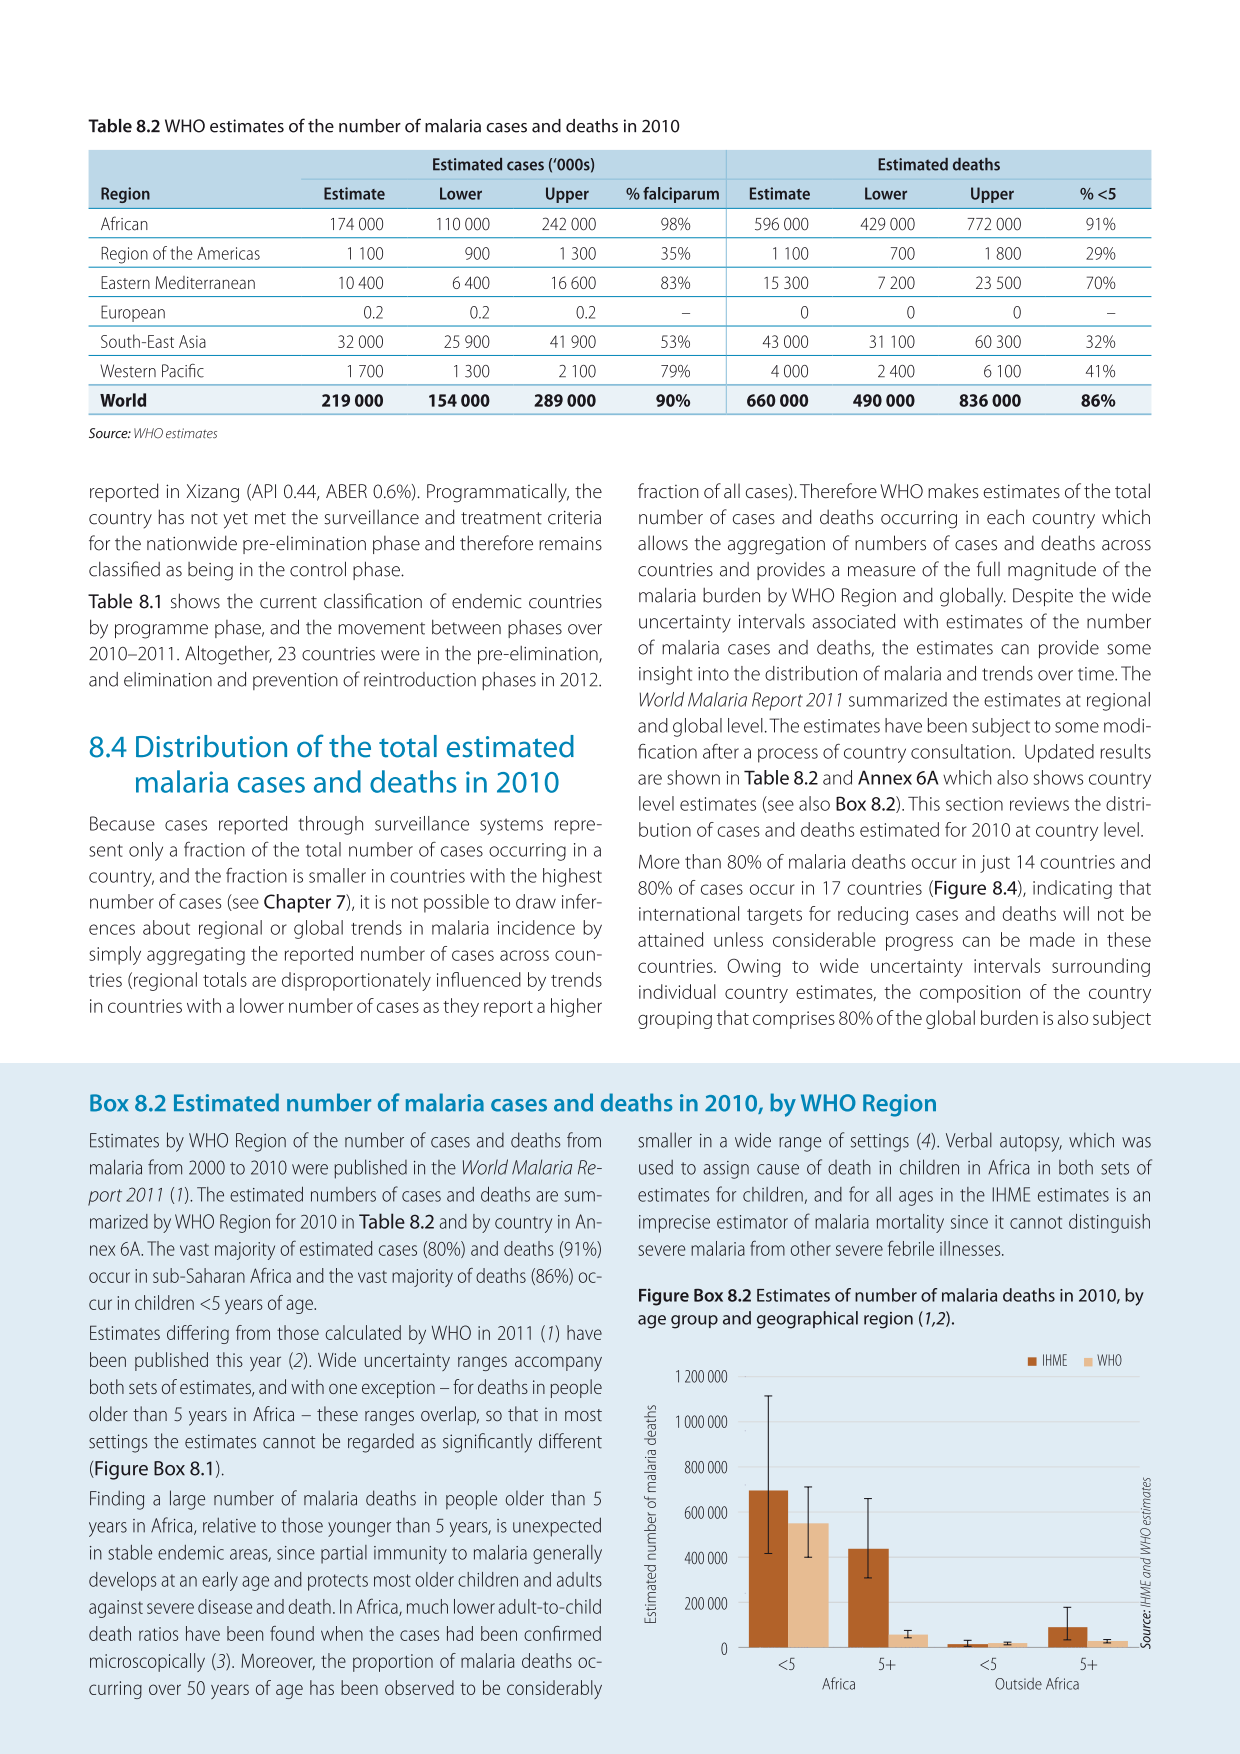 Table 8.2 WHO estimates of the number of malaria cases and deaths in 2010
Estimated cases (‘000s) Estimated deaths
Region Estimate Lower Upper % falciparum Estimate Lower Upper % <5
African 174 000 110 000 242 000 98% 596 000 429 000 772 000 91%
Region of the Americas 1 100 900 1 300 35% 1 100 700 1 800 29%
Eastern Mediterranean 10 400 6 400 16 600 83% 15 300 7 200 23 500 70%
European 0.2 0.2 0.2 – 0 0 0 –
South-East Asia 32 000 25 900 41 900 53% 43 000 31 100 60 300 32%
Western Pacific 1 700 1 300 2 100 79% 4 000 2 400 6 100 41%
World 219 000 154 000 289 000 90% 660 000 490 000 836 000 86%
Source: WHO estimates
reported in Xizang (API 0.44, ABER 0.6%). Programmatically, the
country has not yet met the surveillance and treatment criteria
for the nationwide pre-elimination phase and therefore remains
classified as being in the control phase.
Table 8.1 shows the current classification of endemic countries
by programme phase, and the movement between phases over
2010–2011. Altogether, 23 countries were in the pre-elimination,
and elimination and prevention of reintroduction phases in 2012.
8.4 Distribution of the total estimated
malaria cases and deaths in 2010
Because cases reported through surveillance systems repre-
sent only a fraction of the total number of cases occurring in a
country, and the fraction is smaller in countries with the highest
number of cases (see Chapter 7), it is not possible to draw infer-
ences about regional or global trends in malaria incidence by
simply aggregating the reported number of cases across coun-
tries (regional totals are disproportionately influenced by trends
in countries with a lower number of cases as they report a higher
fraction of all cases). Therefore WHO makes estimates of the total
number of cases and deaths occurring in each country which
allows the aggregation of numbers of cases and deaths across
countries and provides a measure of the full magnitude of the
malaria burden by WHO Region and globally. Despite the wide
uncertainty intervals associated with estimates of the number
of malaria cases and deaths, the estimates can provide some
insight into the distribution of malaria and trends over time. The
World Malaria Report 2011 summarized the estimates at regional
and global level. The estimates have been subject to some modi-
fication after a process of country consultation. Updated results
are shown in Table 8.2 and Annex 6A which also shows country
level estimates (see also Box 8.2). This section reviews the distri-
bution of cases and deaths estimated for 2010 at country level.
More than 80% of malaria deaths occur in just 14 countries and
80% of cases occur in 17 countries (Figure 8.4), indicating that
international targets for reducing cases and deaths will not be
attained unless considerable progress can be made in these
countries. Owing to wide uncertainty intervals surrounding
individual country estimates, the composition of the country
grouping that comprises 80% of the global burden is also subject
Box 8.2 Estimated number of malaria cases and deaths in 2010, by WHO Region
Estimates by WHO Region of the number of cases and deaths from
malaria from 2000 to 2010 were published in the World Malaria Re-
port 2011 (1). The estimated numbers of cases and deaths are sum-
marized by WHO Region for 2010 in Table 8.2 and by country in An-
nex 6A. The vast majority of estimated cases (80%) and deaths (91%)
occur in sub-Saharan Africa and the vast majority of deaths (86%) oc-
cur in children <5 years of age.
Estimates differing from those calculated by WHO in 2011 (1) have
been published this year (2). Wide uncertainty ranges accompany
both sets of estimates, and with one exception – for deaths in people
older than 5 years in Africa – these ranges overlap, so that in most
settings the estimates cannot be regarded as significantly different
(Figure Box 8.1).
Finding a large number of malaria deaths in people older than 5
years in Africa, relative to those younger than 5 years, is unexpected
in stable endemic areas, since partial immunity to malaria generally
develops at an early age and protects most older children and adults
against severe disease and death. In Africa, much lower adult-to-child
death ratios have been found when the cases had been confirmed
microscopically (3). Moreover, the proportion of malaria deaths oc-
curring over 50 years of age has been observed to be considerably
smaller in a wide range of settings (4). Verbal autopsy, which was
used to assign cause of death in children in Africa in both sets of
estimates for children, and for all ages in the IHME estimates is an
imprecise estimator of malaria mortality since it cannot distinguish
severe malaria from other severe febrile illnesses.
Figure Box 8.2 Estimates of number of malaria deaths in 2010, by
age group and geographical region (1,2).
IHME WHO
Estimated number of malaria deaths
1 200 000
1 000 000
800 000
600 000
400 000
200 000
0
<5 5+ <5 5+
Africa Outside Africa
Source: IHME and WHO estimates